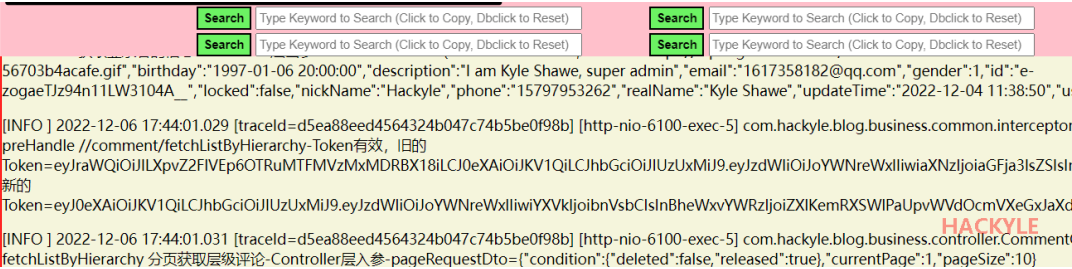 Search Type Keyword to Search (Click to Copy, Dbclick to Reset) Search Type Keyword to Search (Click to Copy, Dbclick to Reset)
Search Type Keyword to Search (Click to Copy, Dbclick to Reset) Search Type Keyword to Search (Click to Copy, Dbclick to Reset)
56703b4acafe.gif","birthday":"1997-01-06 20:00:00","description":"I am Kyle Shawe, super admin","email":"1617358182@qq.com","gender":1,"id":"e-
zogaeTJz94n11LW3104A__","locked":false,"nickName":"Hackyle","phone":"15797953262","realName":"Kyle Shawe","updateTime":"2022-12-04 11:38:50","us
[INFO ] 2022-12-06 17:44:01.029 [traceId=d5ea88eed4564324b047c74b5be0f98b] [http-nio-6100-exec-5] com.hackyle.blog.business.common.interceptor
preHandle //comment/fetchListByHierarchy-Token有效，旧的
Token=eyJraWQiOiJILXpvZ2FlVEp6OTRuMTFMVzMxMDRBX18iLCJ0eXAiOiJKV1QiLCJhbGciOiJIUzUxMiJ9.eyJzdWIiOiJoYWNreWxlIiwiaXNzIjoiaGFja3lsZSIsIn
新的
Token=eyJ0eXAiOiJKV1QiLCJhbGciOiJIUzUxMiJ9.eyJzdWIiOiJoYWNreWxlIiwiYXVkIjoibnVsbCIsInBheWxvYWRzIjoiZXlKemRXSWlPaUpvWVdOcmVXeGxJaXd
[INFO ] 2022-12-06 17:44:01.031 [traceId=d5ea88eed4564324b047c74b5be0f98b] [http-nio-6100-exec-5] com.hackyle.blog.business.controller.CommentC
fetchListByHierarchy 分页获取层级评论-Controller层入参-pageRequestDto={"condition":{"deleted":false,"released":true},"currentPage":1,"pageSize":10}
HACKYLE